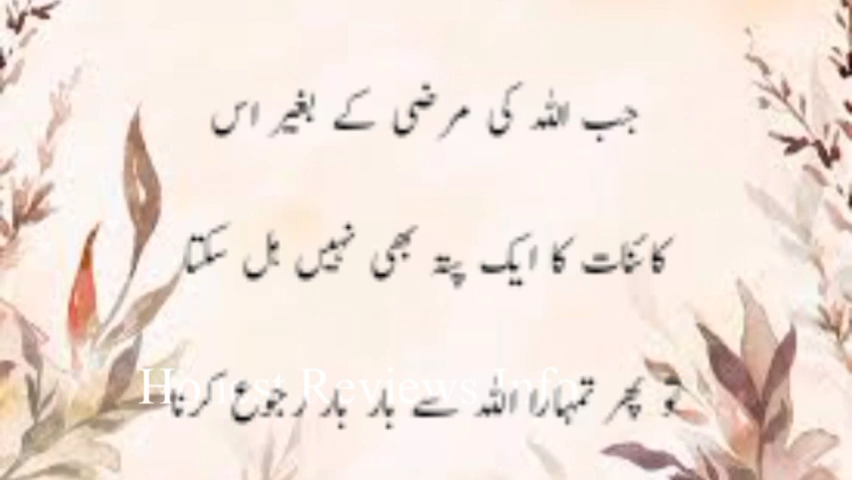 جب اللہ کی مرضی کے بغیر اس
کائنات کا ایک پتہ بھی نہیں ہل سکتا
تو پھر تمہارا اللہ سے بار بار رجوع کرنا
Honest Reviews Info